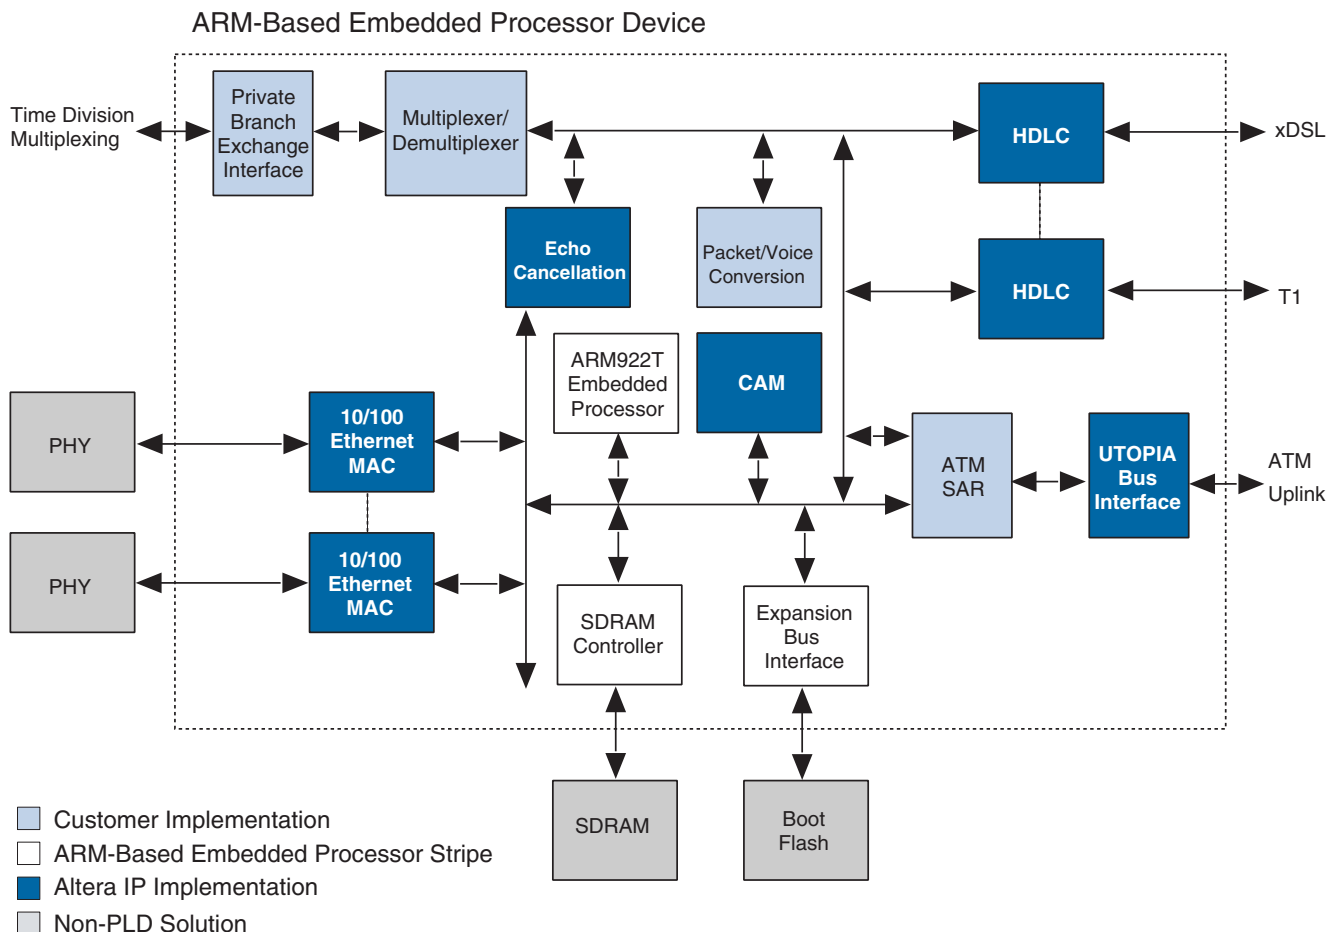 ARM-Based Embedded Processor Device
Time Division
Multiplexing
Private
Branch
Exchange
Interface
Multiplexer/
Demultiplexer
HDLC
xDSL
Echo
Cancellation
Packet/Voice
Conversion
HDLC
T1
ARM922T
Embedded
Processor
CAM
PHY
10/100
Ethernet
MAC
ATM
SAR
UTOPIA
Bus
Interface
ATM
Uplink
PHY
10/100
Ethernet
MAC
SDRAM
Controller
Expansion
Bus
Interface
SDRAM
Boot
Flash
Customer Implementation
ARM-Based Embedded Processor Stripe
Altera IP Implementation
Non-PLD Solution